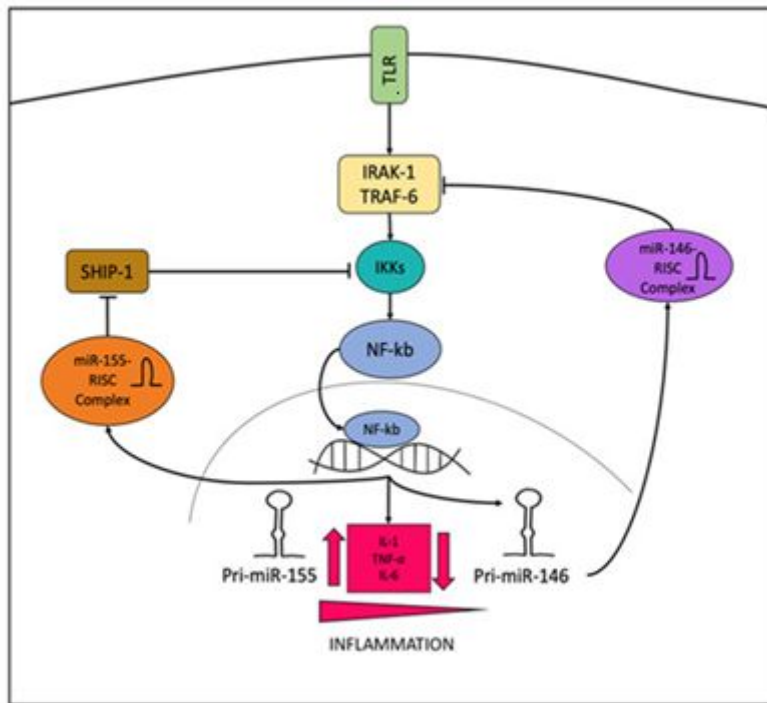 TLR
IRAK-1
TRAF-6
SHIP-1
IKKs
miR-146-
RISC
Complex
NF-kb
miR-155-
RISC
Complex
NF-kb
IL-1
TNF-α
IL-6
Pri-miR-155
Pri-miR-146
INFLAMMATION